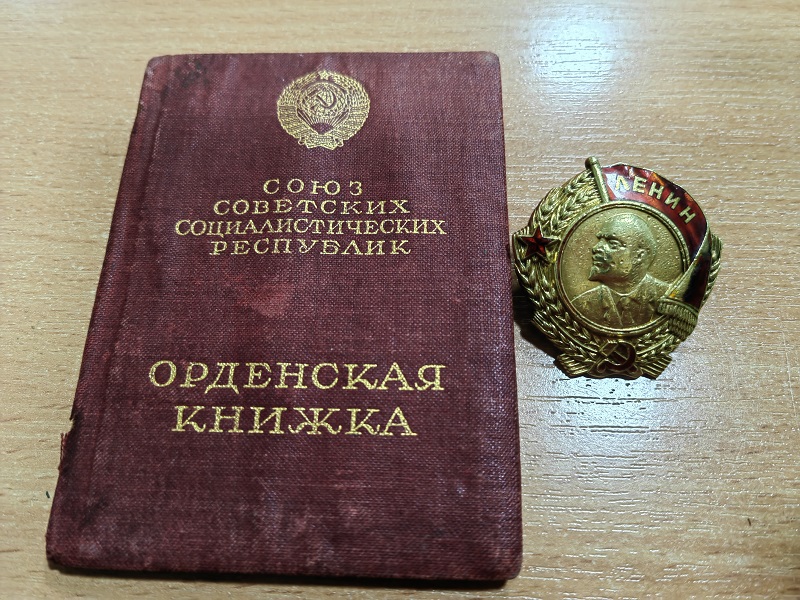 СОЮЗ
СОВЕТСКИХ
СОЦИАЛИСТИЧЕСКИХ
РЕСПУБЛИК
ОРДЕНСКАЯ
КНИЖКА
ЛЕНИН